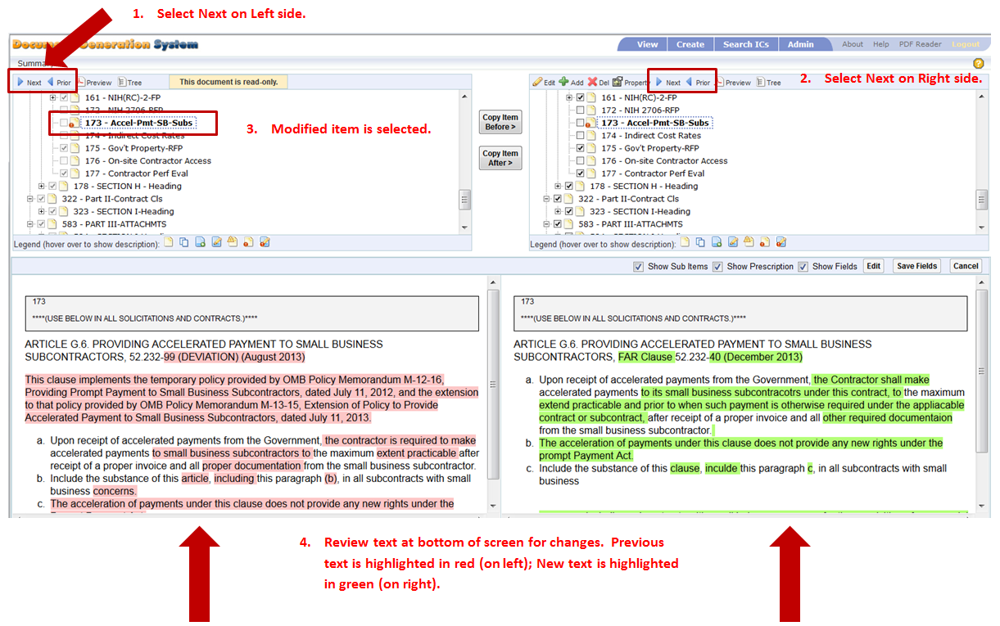 1. Select Next on Left side.
Document Generation System
View Create Search ICs Admin About Help PDF Reader Logout
Summary
Next Prior Preview Tree This document is read-only.
Edit Add Del Property Next Prior Preview Tree
2. Select Next on Right side.
161 - NIH(RC)-2-FP
172 - NIH 2706-RFP
173 - Accel-Pmt-SB-Subs
174 - Indirect Cost Rates
175 - Gov't Property-RFP
176 - On-site Contractor Access
177 - Contractor Perf Eval
178 - SECTION H - Heading
322 - Part II-Contract Cls
323 - SECTION I-Heading
583 - PART III-ATTACHMTS
3. Modified item is selected.
Copy Item
Before >
Copy Item
After >
161 - NIH(RC)-2-FP
172 - NIH 2706-RFP
173 - Accel-Pmt-SB-Subs
174 - Indirect Cost Rates
175 - Gov't Property-RFP
176 - On-site Contractor Access
177 - Contractor Perf Eval
178 - SECTION H - Heading
322 - Part II-Contract Cls
323 - SECTION I-Heading
583 - PART III-ATTACHMTS
Legend (hover over to show description):
Legend (hover over to show description):
Show Sub Items Show Prescription Show Fields Edit Save Fields Cancel
173
****(USE BELOW IN ALL SOLICITATIONS AND CONTRACTS.)****
ARTICLE G.6. PROVIDING ACCELERATED PAYMENT TO SMALL BUSINESS
SUBCONTRACTORS, 52.232-99 (DEVIATION) (August 2013)
This clause implements the temporary policy provided by OMB Policy Memorandum M-12-16,
Providing Prompt Payment to Small Business Subcontractors, dated July 11, 2012, and the extension
to that policy provided by OMB Policy Memorandum M-13-15, Extension of Policy to Provide
Accelerated Payment to Small Business Subcontractors, dated July 11, 2013.
a. Upon receipt of accelerated payments from the Government, the contractor is required to make
accelerated payments to small business subcontractors to the maximum extent practicable after
receipt of a proper invoice and all proper documentation from the small business subcontractor.
b. Include the substance of this article, including this paragraph (b), in all subcontracts with small
business concerns.
c. The acceleration of payments under this clause does not provide any new rights under the
173
****(USE BELOW IN ALL SOLICITATIONS AND CONTRACTS.)****
ARTICLE G.6. PROVIDING ACCELERATED PAYMENT TO SMALL BUSINESS
SUBCONTRACTORS, FAR Clause 52.232-40 (December 2013)
a. Upon receipt of accelerated payments from the Government, the Contractor shall make
accelerated payments to its small business subcontracotrs under this contract, to the maximum
extent practicable and prior to when such payment is otherwise required under the appliacable
contract or subcontract, after receipt of a proper invoice and all other required documentaion
from the small business subcontractor.
b. The acceleration of payments under this clause does not provide any new rights under the
prompt Payment Act.
c. Include the substance of this clause, inculde this paragraph c, in all subcontracts with small
business
4. Review text at bottom of screen for changes. Previous
text is highlighted in red (on left); New text is highlighted
in green (on right).